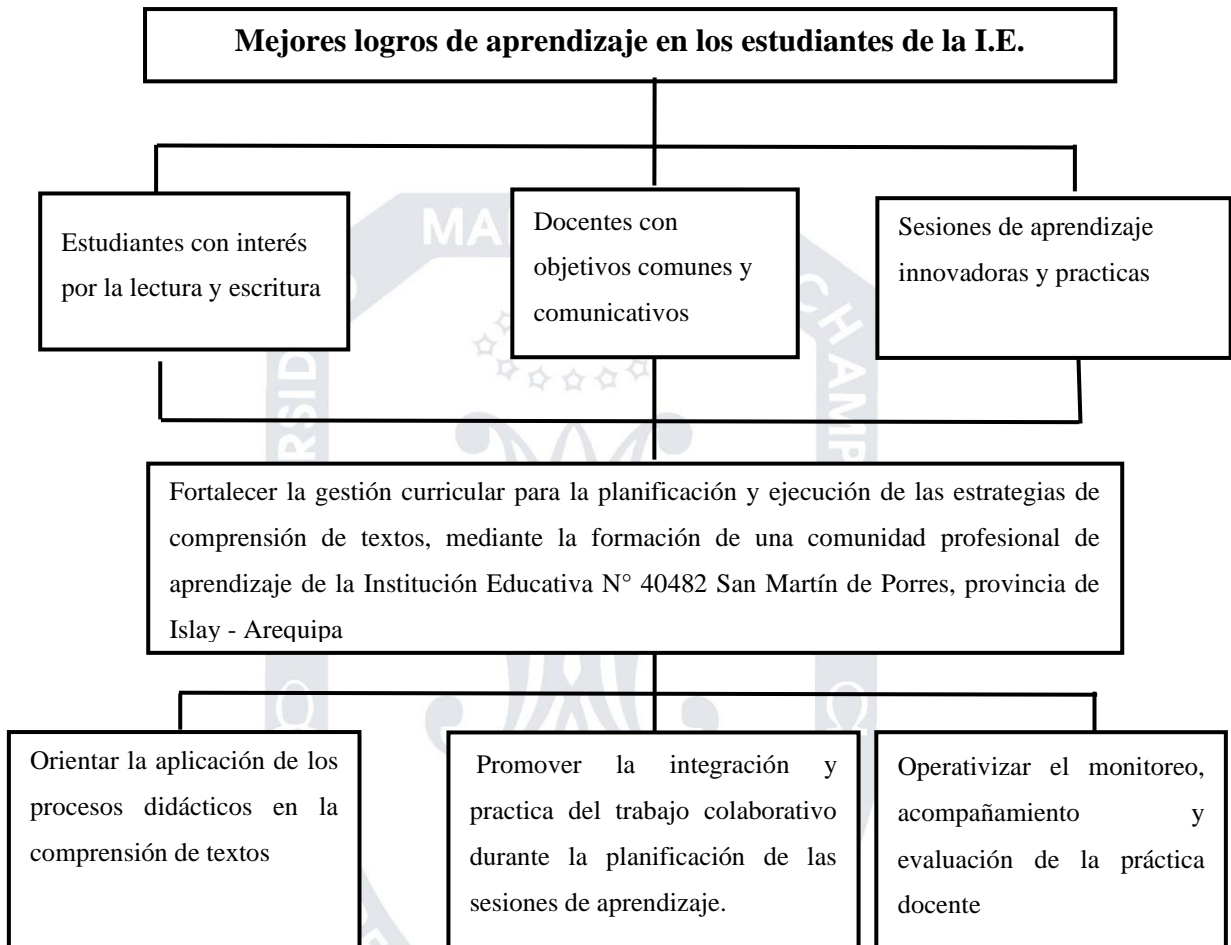 Mejores logros de aprendizaje en los estudiantes de la I.E.
Estudiantes con interés
por la lectura y escritura
Docentes con
objetivos comunes y
comunicativos
Sesiones de aprendizaje
innovadoras y practicas
Fortalecer la gestión curricular para la planificación y ejecución de las estrategias de
comprensión de textos, mediante la formación de una comunidad profesional de
aprendizaje de la Institución Educativa N° 40482 San Martín de Porres, provincia de
Islay - Arequipa
Orientar la aplicación de los
procesos didácticos en la
comprensión de textos
Promover la integración y
practica del trabajo colaborativo
durante la planificación de las
sesiones de aprendizaje.
Operativizar el monitoreo,
acompañamiento y
evaluación de la práctica
docente